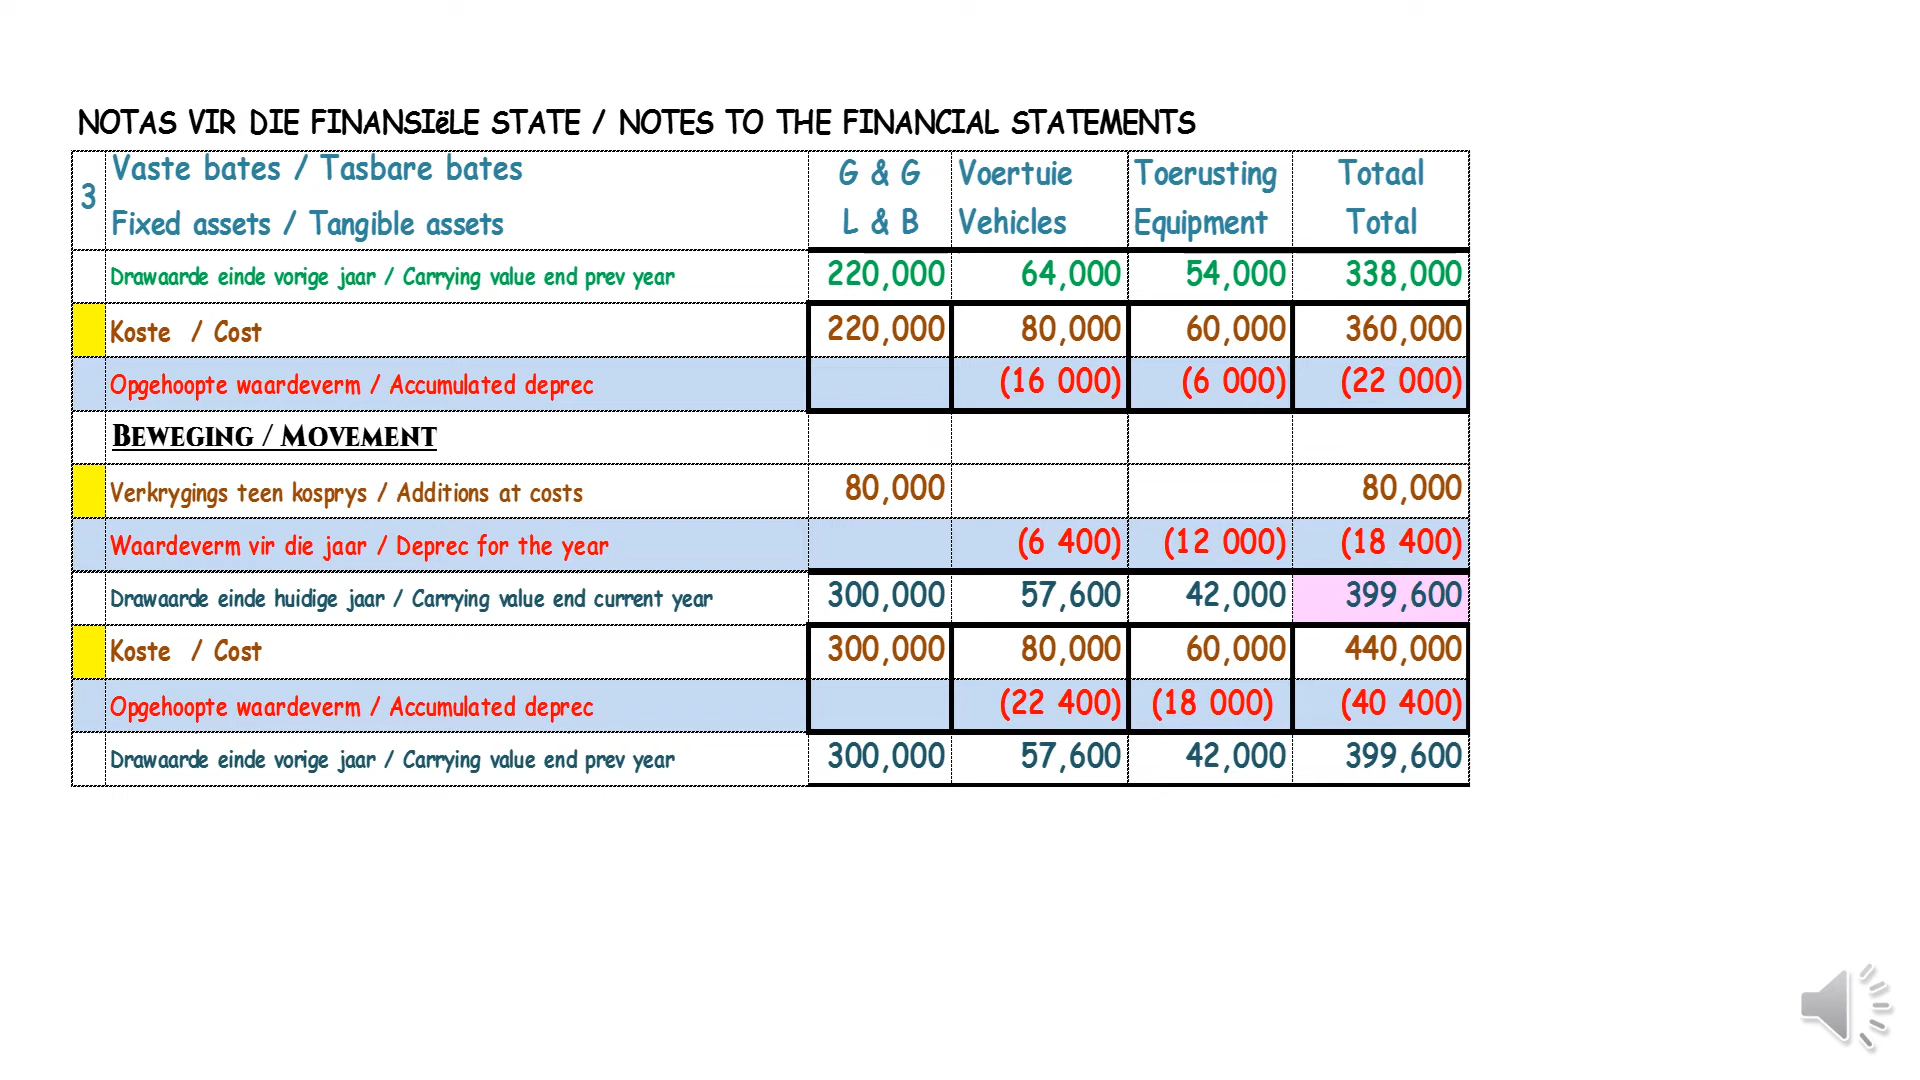 NOTAS VIR DIE FINANSIëLE STATE / NOTES TO THE FINANCIAL STATEMENTS
3 Vaste bates / Tasbare bates G & G Voertuie Toerusting Totaal
Fixed assets / Tangible assets L & B Vehicles Equipment Total
Drawaarde einde vorige jaar / Carrying value end prev year 220,000 64,000 54,000 338,000
Koste / Cost 220,000 80,000 60,000 360,000
Opgehoopte waardeverm / Accumulated deprec (16 000) (6 000) (22 000)
BEWEGING / MOVEMENT
Verkrygings teen kosprys / Additions at costs 80,000 80,000
Waardeverm vir die jaar / Deprec for the year (6 400) (12 000) (18 400)
Drawaarde einde huidige jaar / Carrying value end current year 300,000 57,600 42,000 399,600
Koste / Cost 300,000 80,000 60,000 440,000
Opgehoopte waardeverm / Accumulated deprec (22 400) (18 000) (40 400)
Drawaarde einde vorige jaar / Carrying value end prev year 300,000 57,600 42,000 399,600